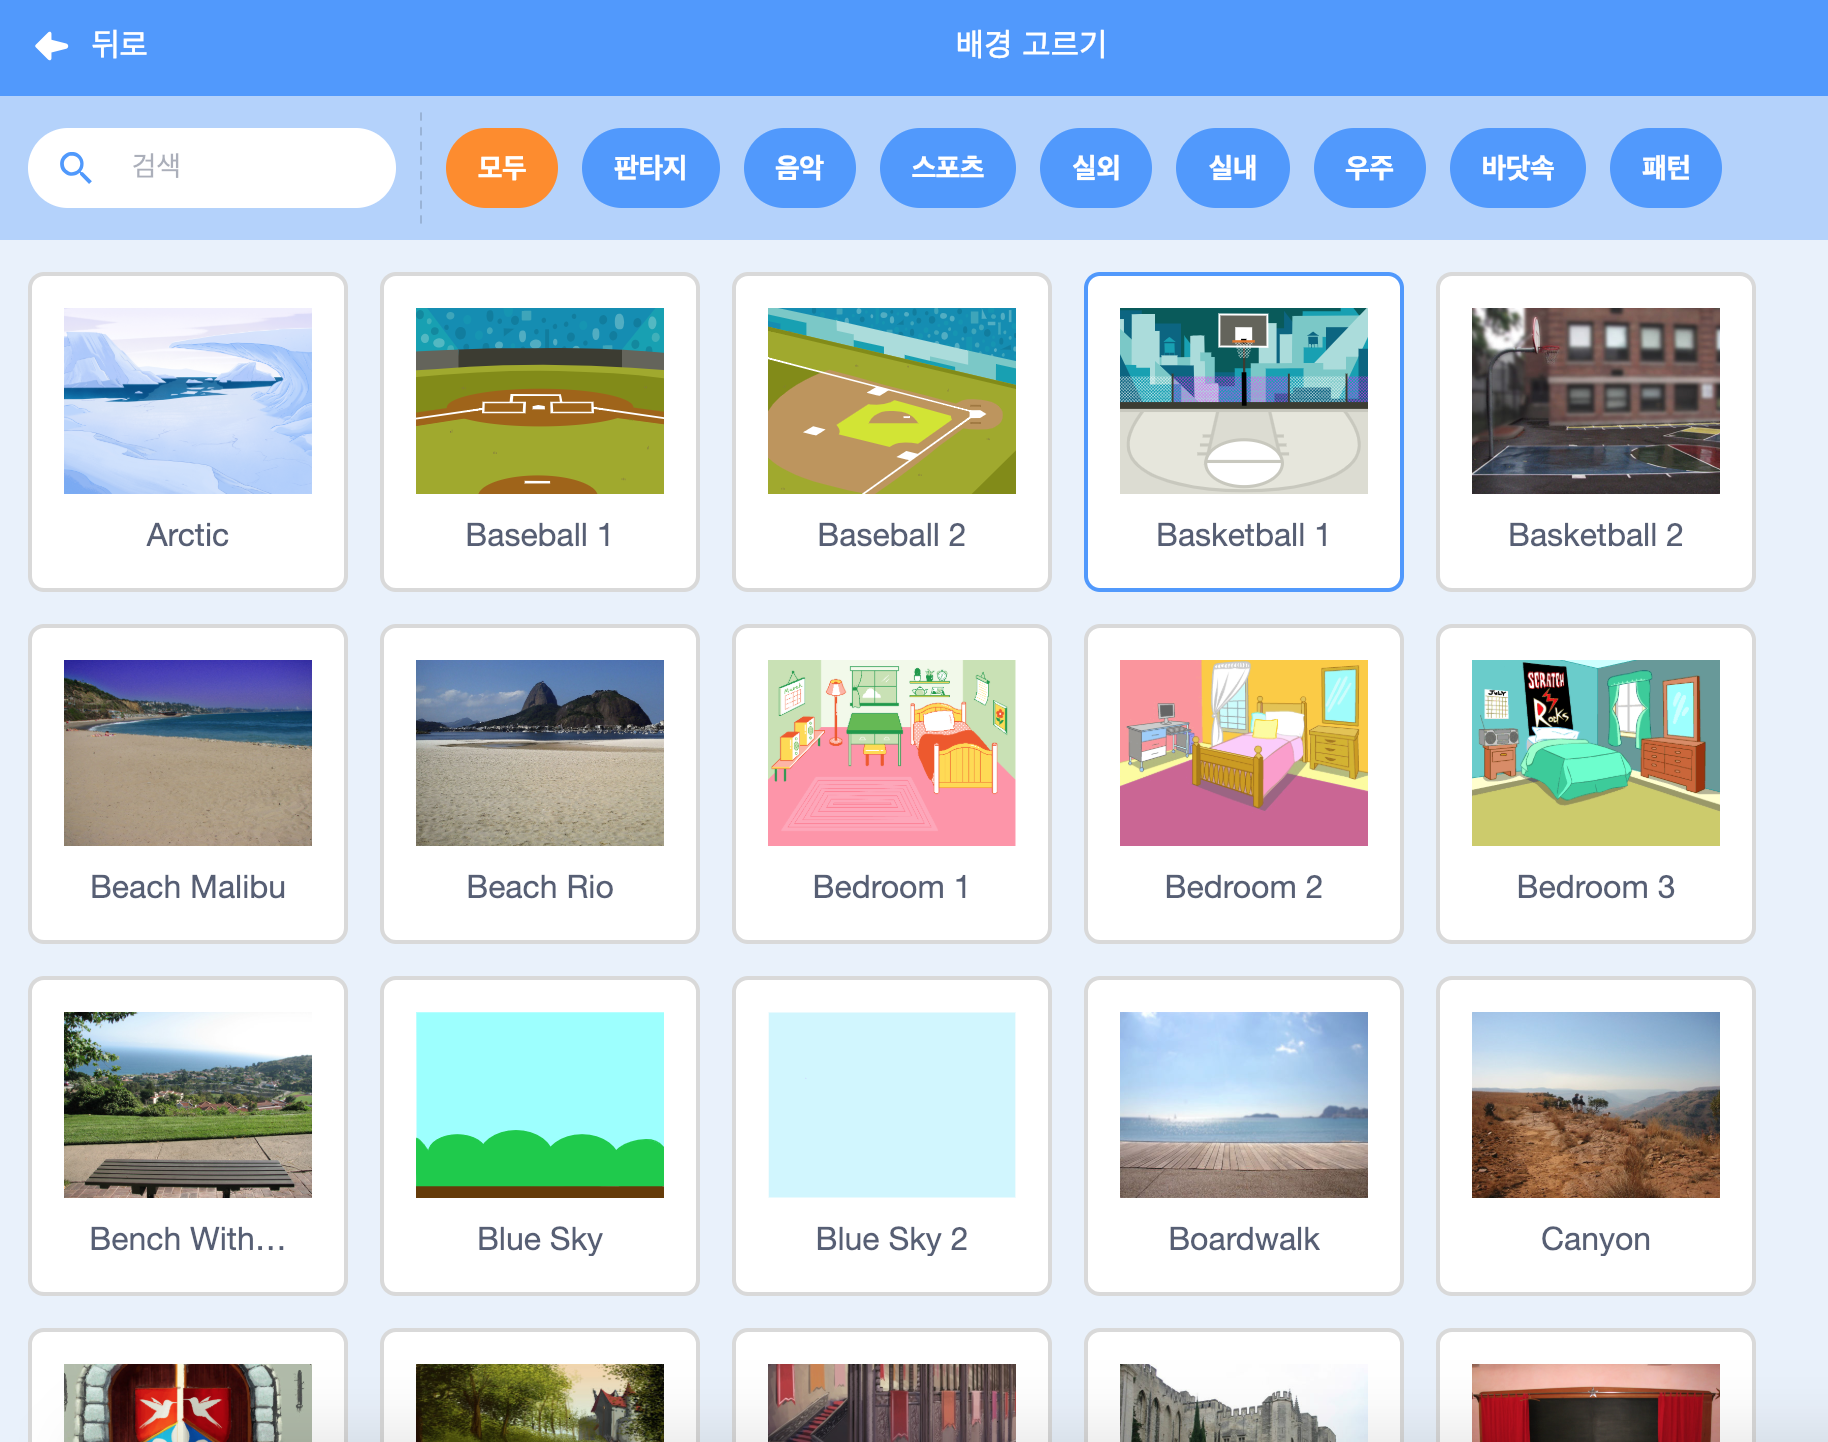 뒤로
배경 고르기
검색
모두
판타지
음악
스포츠
실외
실내
우주
바닷속
패턴
Arctic
Baseball 1
Baseball 2
Basketball 1
Basketball 2
March
JULY
SCRATCH
Rocks
Beach Malibu
Beach Rio
Bedroom 1
Bedroom 2
Bedroom 3
Bench With...
Blue Sky
Blue Sky 2
Boardwalk
Canyon